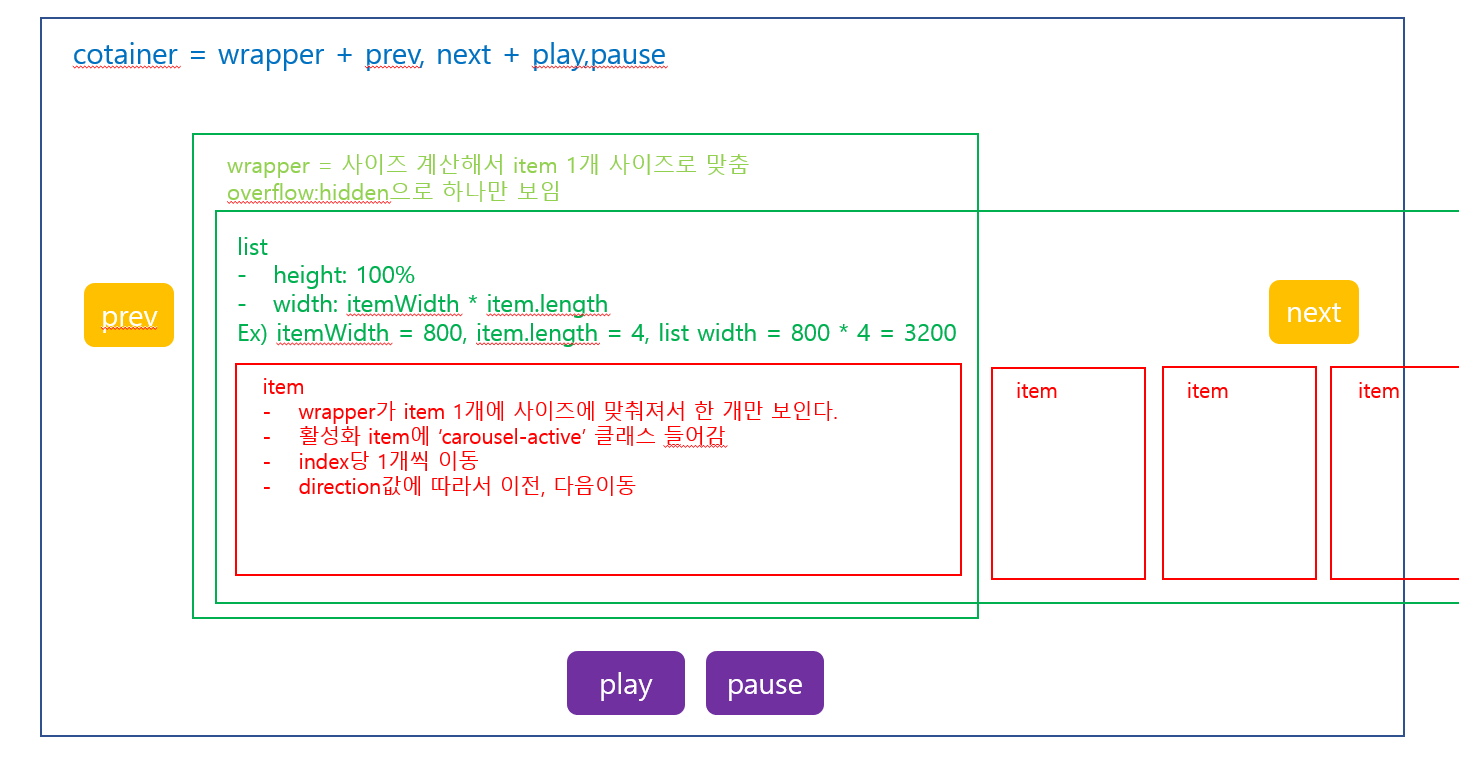 cotainer = wrapper + prev, next + play,pause
wrapper = 사이즈 계산해서 item 1개 사이즈로 맞춤
overflow:hidden으로 하나만 보임
list
- height: 100%
- width: itemWidth * item.length
Ex) itemWidth = 800, item.length = 4, list width = 800 * 4 = 3200
prev
next
item
- wrapper가 item 1개에 사이즈에 맞춰져서 한 개만 보인다.
- 활성화 item에 ‘carousel-active’ 클래스 들어감
- index당 1개씩 이동
- direction값에 따라서 이전, 다음이동
item
item
item
play
pause